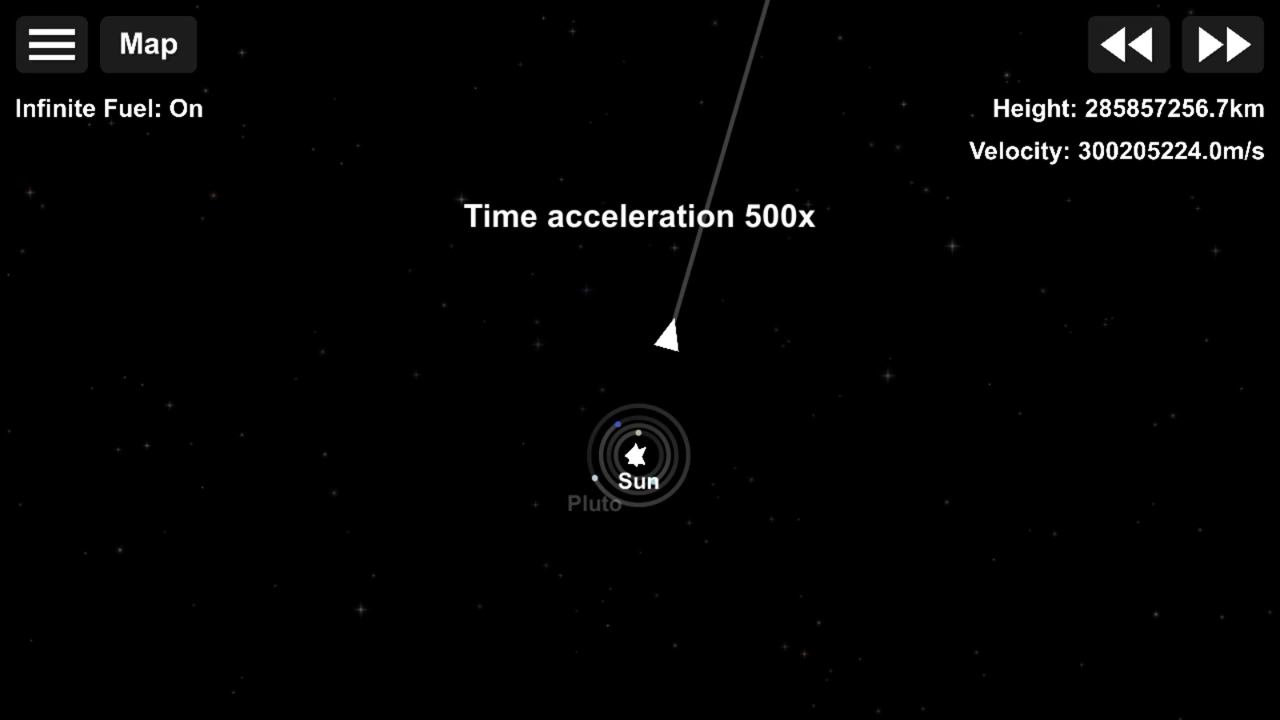 Map
Infinite Fuel: On
Height: 285857256.7km
Velocity: 300205224.0m/s
Time acceleration 500x
Sun
Pluto